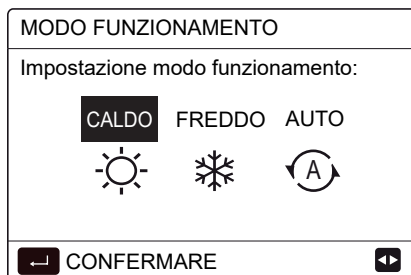 MODO FUNZIONAMENTO
Impostazione modo funzionamento:
CALDO FREDDO AUTO
A
CONFERMARE